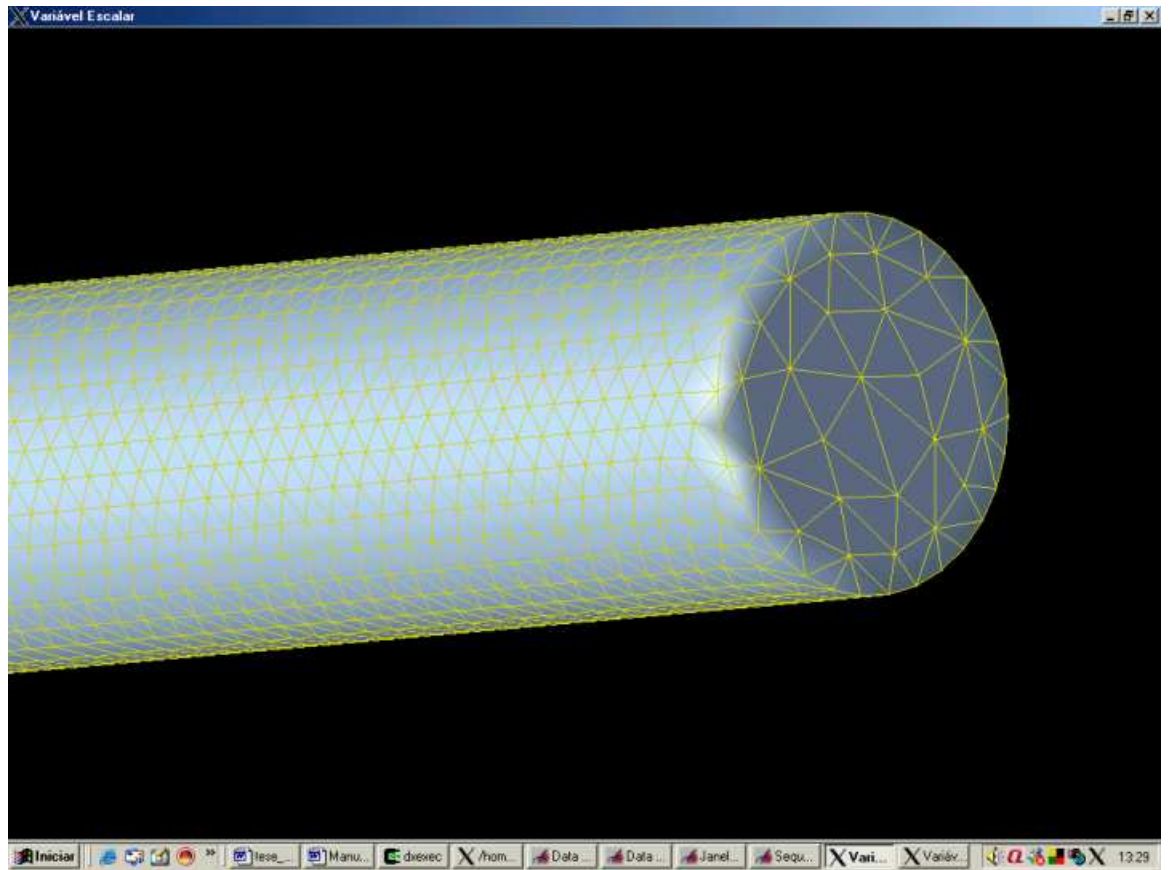 Variável Escalar
Iniciar
»
tese_...
Manu...
dxexec
/hom...
Data ...
Data ...
Janel...
Sequ...
Vari...
Variáv...
13:29